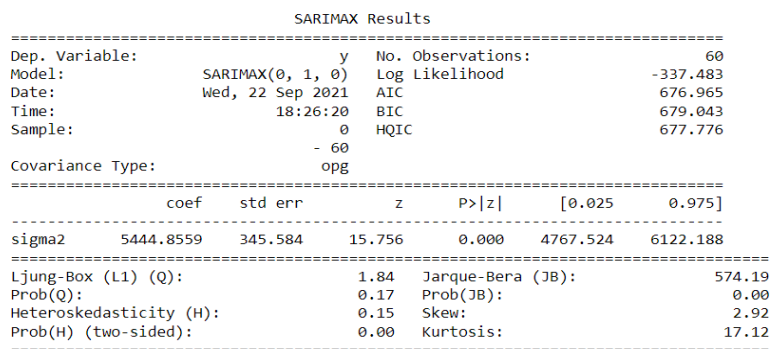 SARIMAX Results
==============================================================================
Dep. Variable:                      y   No. Observations:                   60
Model:               SARIMAX(0, 1, 0)   Log Likelihood                -337.483
Date:                Wed, 22 Sep 2021   AIC                            676.965
Time:                        18:26:20   BIC                            679.043
Sample:                             0   HQIC                           677.776
- 60
Covariance Type:                  opg
==============================================================================
coef    std err          z      P>|z|      [0.025      0.975]
------------------------------------------------------------------------------
sigma2      5444.8559    345.584     15.756      0.000    4767.524    6122.188
===================================================================================
Ljung-Box (L1) (Q):                   1.84   Jarque-Bera (JB):               574.19
Prob(Q):                              0.17   Prob(JB):                         0.00
Heteroskedasticity (H):               0.15   Skew:                             2.92
Prob(H) (two-sided):                  0.00   Kurtosis:                        17.12
-----------------------------------------------------------------------------------